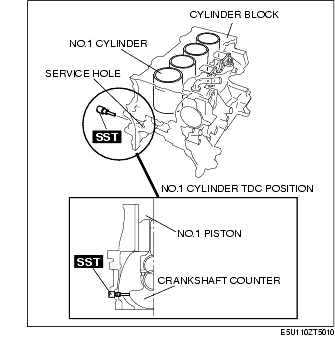 CYLINDER BLOCK
NO.1 CYLINDER
SERVICE HOLE
SST
NO.1 CYLINDER TDC POSITION
NO.1 PISTON
SST
CRANKSHAFT COUNTER
E5U110ZT5010